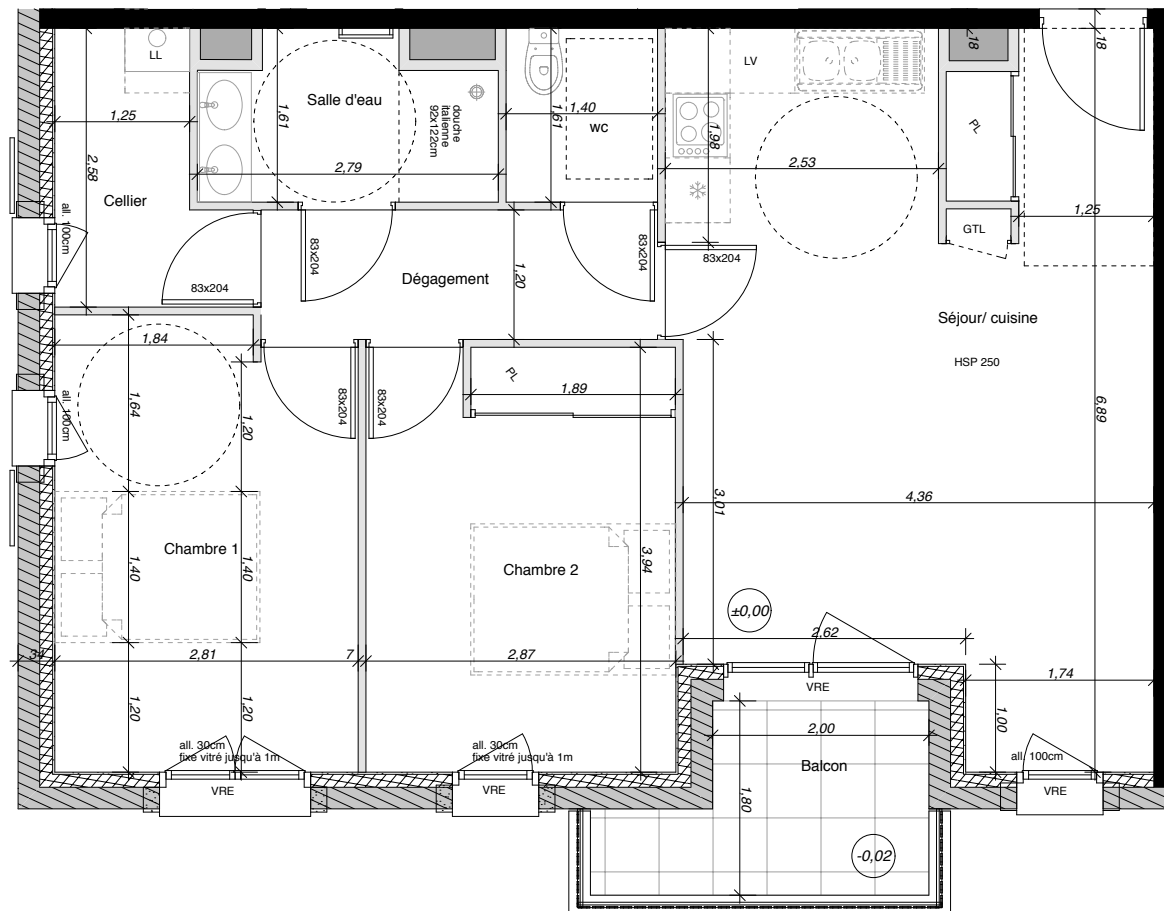 LL
1,25
2,58
Cellier
all. 100cm
83x204
1,61
Salle d'eau
douche
italienne
92x122cm
2,79
1,61
1,40
WC
LV
1,98
2,53
18
PL
GTL
18
1,25
83x204
83x204
83x204
Dégagement
1,20
Séjour/ cuisine
HSP 250
6,89
1,84
all. 100cm
1,64
1,20
83x204
83x204
PL
1,89
Chambre 1
1,40
1,40
Chambre 2
3,94
3,01
4,36
±0,00
2,62
34
2,81
7
2,87
1,20
1,20
all. 30cm
fixe vitré jusqu'à 1m
VRE
all. 30cm
fixe vitré jusqu'à 1m
VRE
VRE
2,00
Balcon
1,80
-0,02
1,00
1,74
all. 100cm
VRE